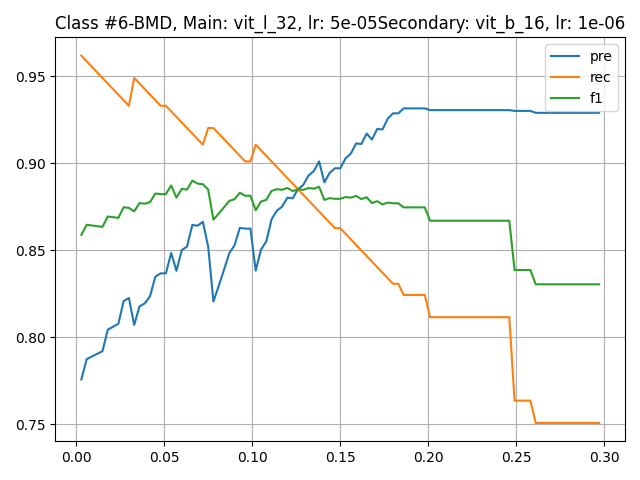 Class #6-BMD, Main: vit_l_32, lr: 5e-05Secondary: vit_b_16, lr: 1e-06
pre
rec
f1
0.95
0.90
0.85
0.80
0.75
0.00 0.05 0.10 0.15 0.20 0.25 0.30